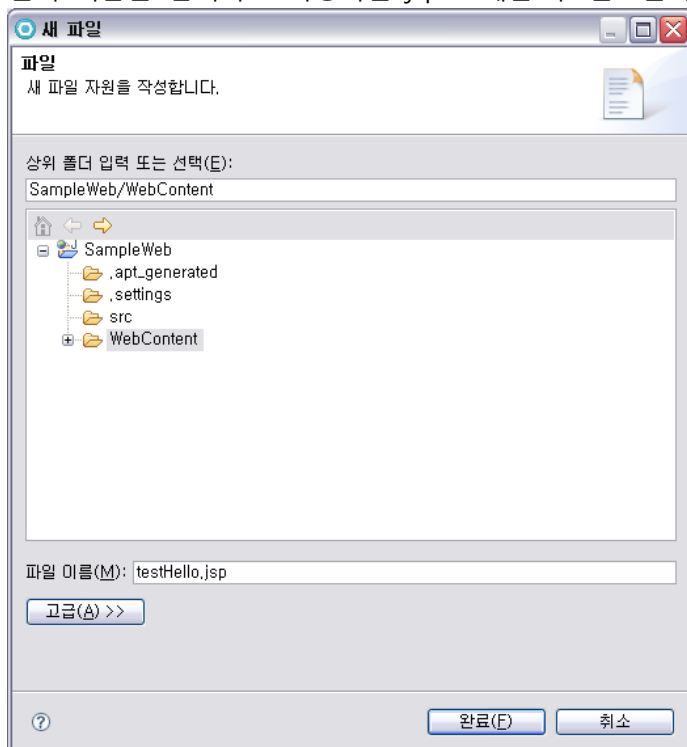 새 파일
파일
새 파일 자원을 작성합니다.
상위 폴더 입력 또는 선택(E):
SampleWeb/WebContent
SampleWeb
.apt_generated
.settings
src
WebContent
파일 이름(M): testHello.jsp
고급(A) >>
완료(F) 취소